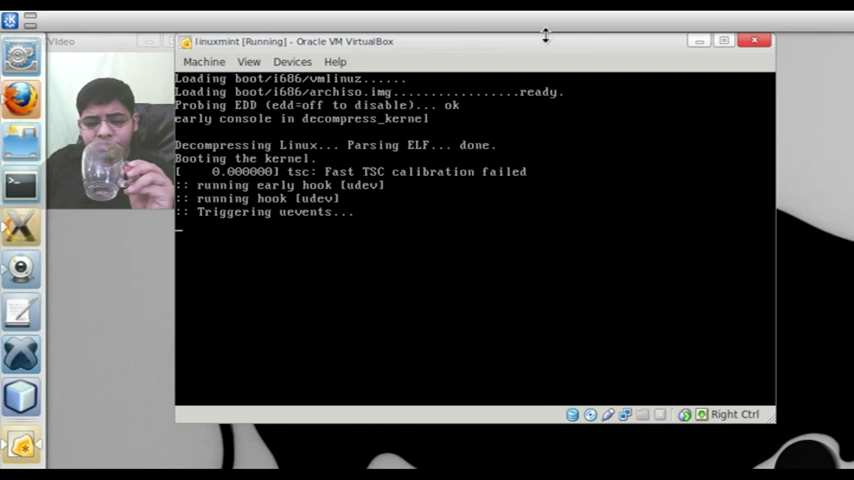 Video
linuxmint [Running] - Oracle VM VirtualBox
Machine View Devices Help
Loading boot/i686/vmlinuz......
Loading boot/i686/archiso.img.................ready.
Probing EDD (edd=off to disable)... ok
early console in decompress_kernel
Decompressing Linux... Parsing ELF... done.
Booting the kernel.
[    0.000000] tsc: Fast TSC calibration failed
:: running early hook [udev]
:: running hook [udev]
:: Triggering uevents...
Right Ctrl